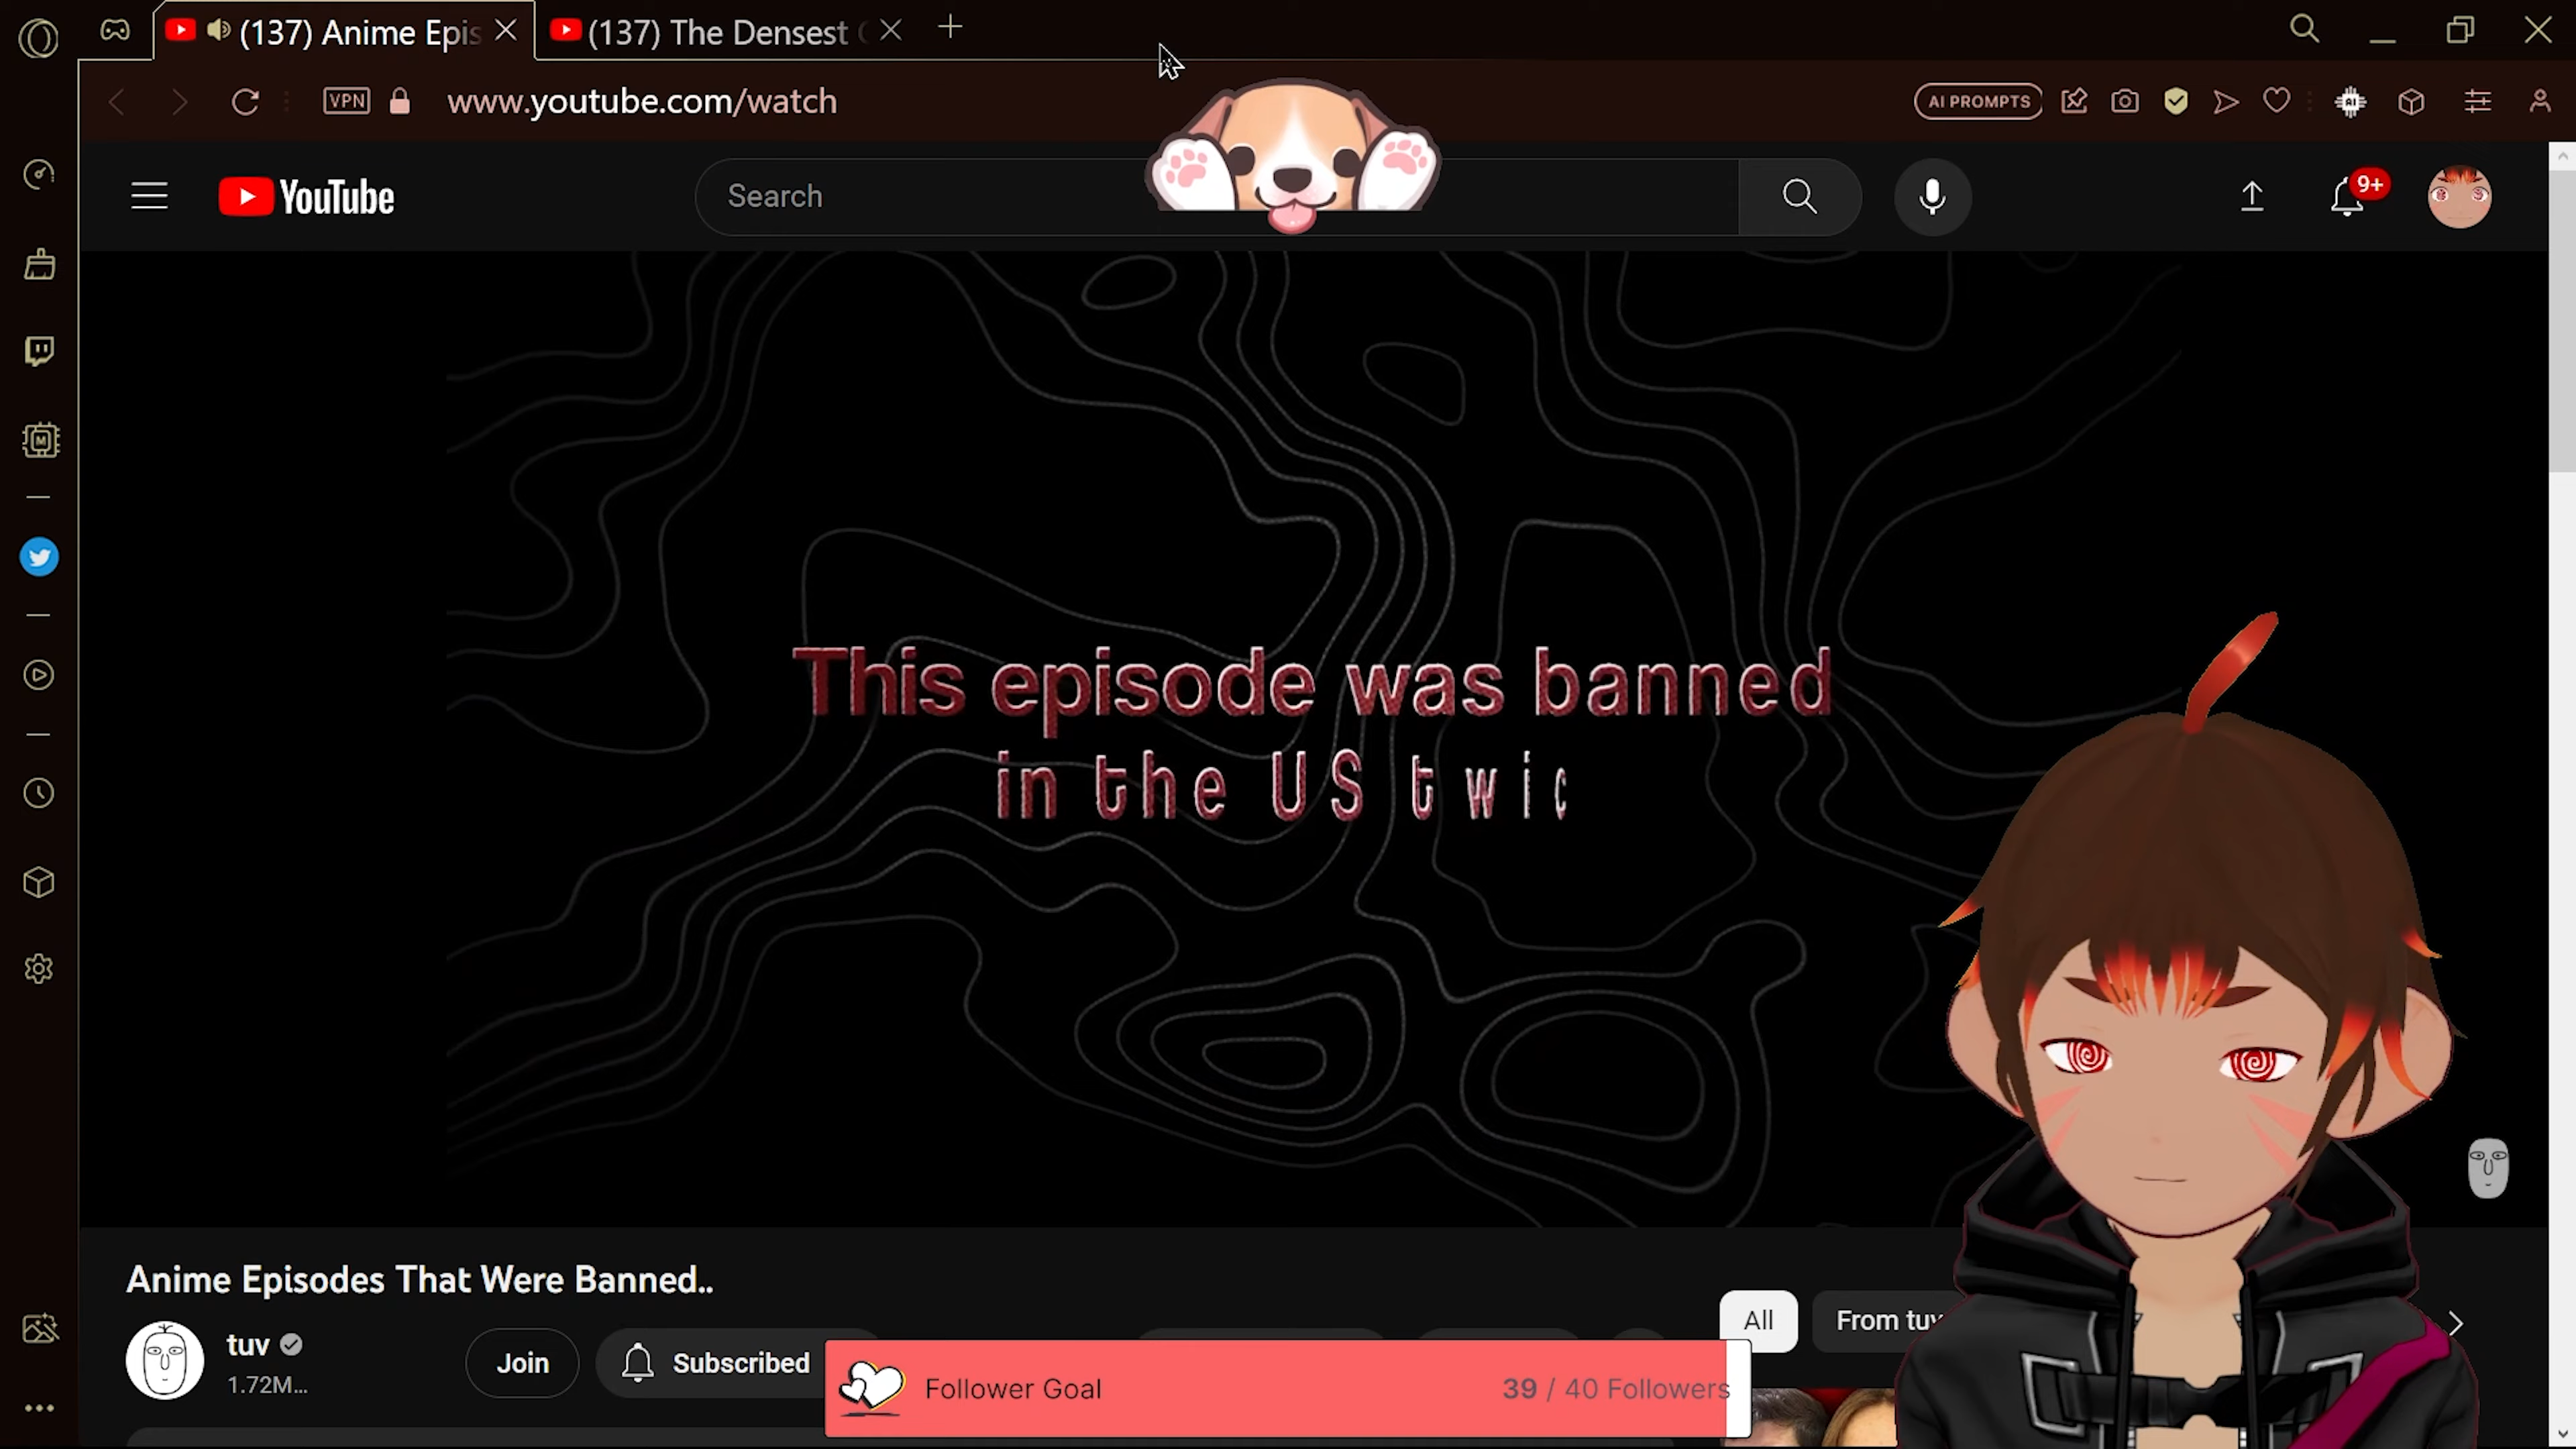 (137) Anime Epis
(137) The Densest
VPN
www.youtube.com/watch
AI PROMPTS
YouTube
Search
9+
This episode was banned
in the US twic
Anime Episodes That Were Banned..
tuv
1.72M...
Join
Subscribed
All
From tuv
Follower Goal
39 / 40 Followers